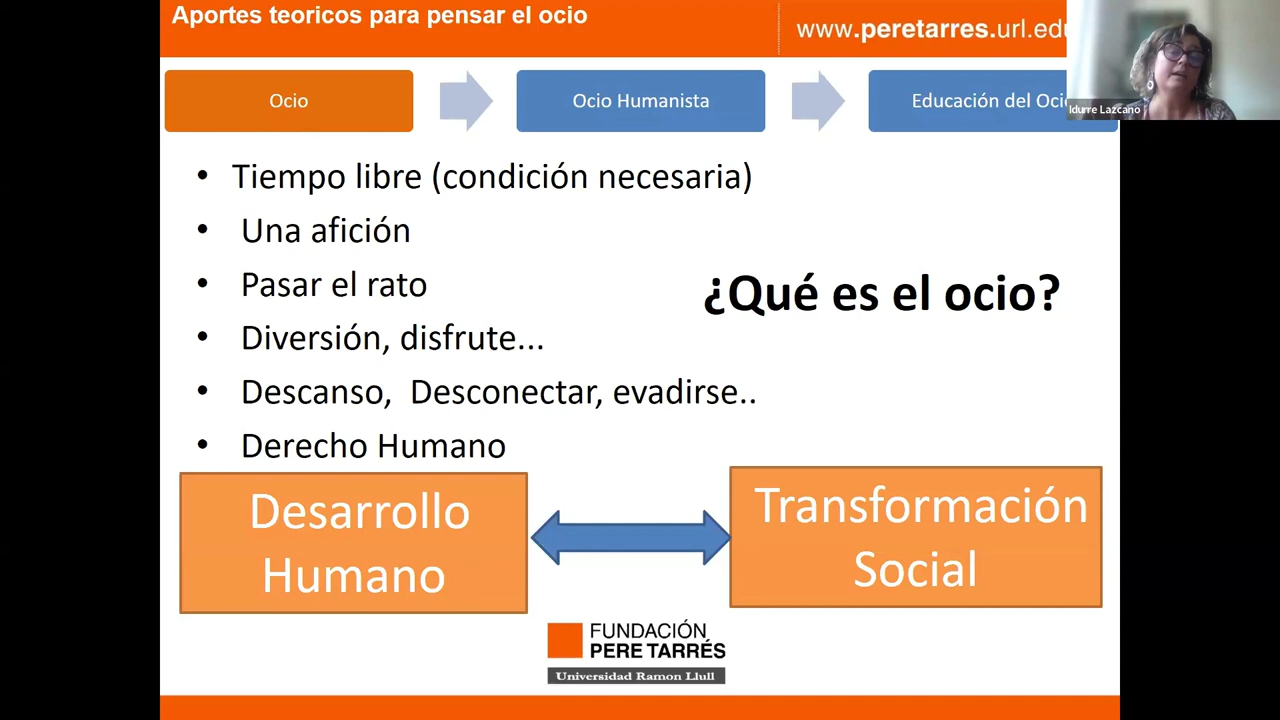 Aportes teoricos para pensar el ocio
www.peretarres.url.edu
Ocio
Ocio Humanista
Educación del Ocio
Idurre Lazcano
• Tiempo libre (condición necesaria)
• Una afición
• Pasar el rato
• Diversión, disfrute...
• Descanso, Desconectar, evadirse..
• Derecho Humano
¿Qué es el ocio?
Desarrollo
Humano
Transformación
Social
FUNDACIÓN
PERE TARRÉS
Universidad Ramon Llull